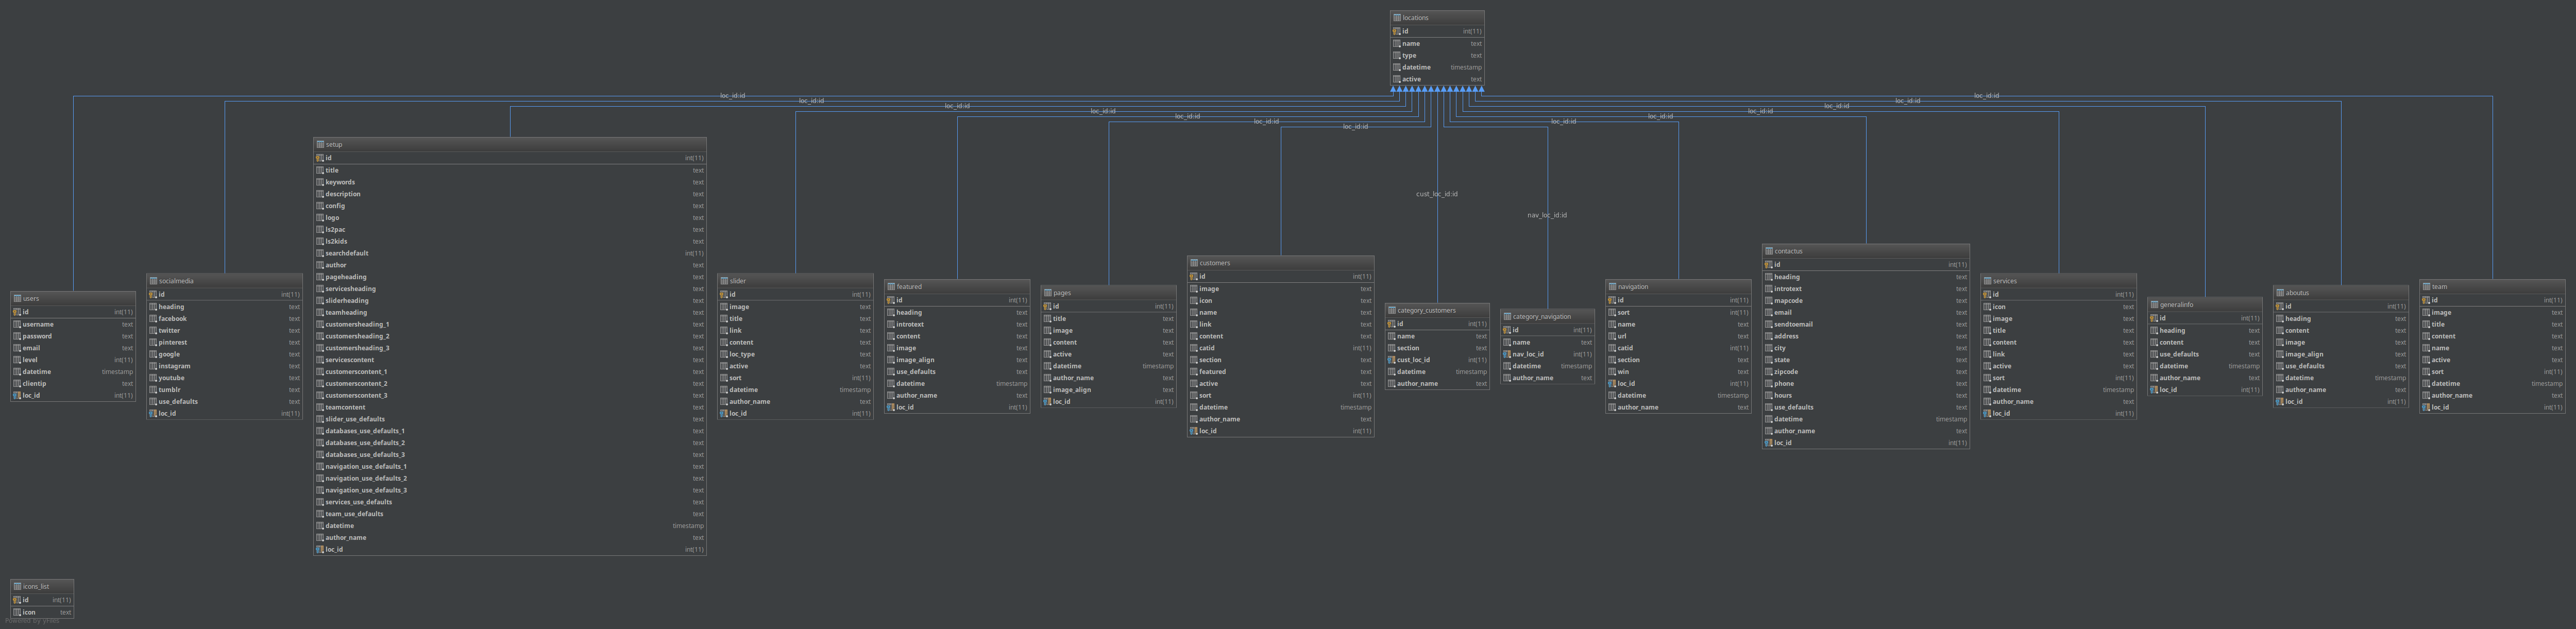 locations
id int(11)
name text
type text
datetime timestamp
active text
loc_id:id
loc_id:id
loc_id:id
loc_id:id
loc_id:id
loc_id:id
loc_id:id
cust_loc_id:id
nav_loc_id:id
loc_id:id
loc_id:id
loc_id:id
loc_id:id
loc_id:id
loc_id:id
users
id int(11)
username text
password text
email text
level int(11)
datetime timestamp
clientip text
loc_id int(11)
socialmedia
id int(11)
heading text
facebook text
twitter text
pinterest text
google text
instagram text
youtube text
tumblr text
use_defaults text
loc_id int(11)
setup
id int(11)
title text
keywords text
description text
config text
logo text
ls2pac text
ls2kids text
searchdefault int(11)
author text
pageheading text
servicesheading text
sliderheading text
teamheading text
customersheading_1 text
customersheading_2 text
customersheading_3 text
servicescontent text
customerscontent_1 text
customerscontent_2 text
customerscontent_3 text
teamcontent text
slider_use_defaults text
databases_use_defaults_1 text
databases_use_defaults_2 text
databases_use_defaults_3 text
navigation_use_defaults_1 text
navigation_use_defaults_2 text
navigation_use_defaults_3 text
services_use_defaults text
team_use_defaults text
datetime timestamp
author_name text
loc_id int(11)
slider
id int(11)
image text
title text
link text
content text
loc_type text
active text
sort int(11)
datetime timestamp
author_name text
loc_id int(11)
featured
id int(11)
heading text
introtext text
content text
image text
image_align text
use_defaults text
datetime timestamp
author_name text
loc_id int(11)
pages
id int(11)
title text
image text
content text
active text
datetime timestamp
author_name text
image_align text
loc_id int(11)
customers
id int(11)
image text
icon text
name text
link text
content text
catid int(11)
section text
featured text
active text
sort int(11)
datetime timestamp
author_name text
loc_id int(11)
category_customers
id int(11)
name text
section text
cust_loc_id int(11)
datetime timestamp
author_name text
category_navigation
id int(11)
name text
nav_loc_id int(11)
datetime timestamp
author_name text
navigation
id int(11)
sort int(11)
name text
url text
catid int(11)
section text
win text
loc_id int(11)
datetime timestamp
author_name text
contactus
id int(11)
heading text
introtext text
mapcode text
email text
sendtoemail text
address text
city text
state text
zipcode text
phone text
hours text
use_defaults text
datetime timestamp
author_name text
loc_id int(11)
services
id int(11)
icon text
image text
title text
content text
link text
active text
sort int(11)
datetime timestamp
author_name text
loc_id int(11)
generalinfo
id int(11)
heading text
content text
use_defaults text
datetime timestamp
author_name text
loc_id int(11)
aboutus
id int(11)
heading text
content text
image text
image_align text
use_defaults text
datetime timestamp
author_name text
loc_id int(11)
team
id int(11)
image text
title text
content text
name text
active text
sort int(11)
datetime timestamp
author_name text
loc_id int(11)
icons_list
id int(11)
icon text
Powered by yFiles